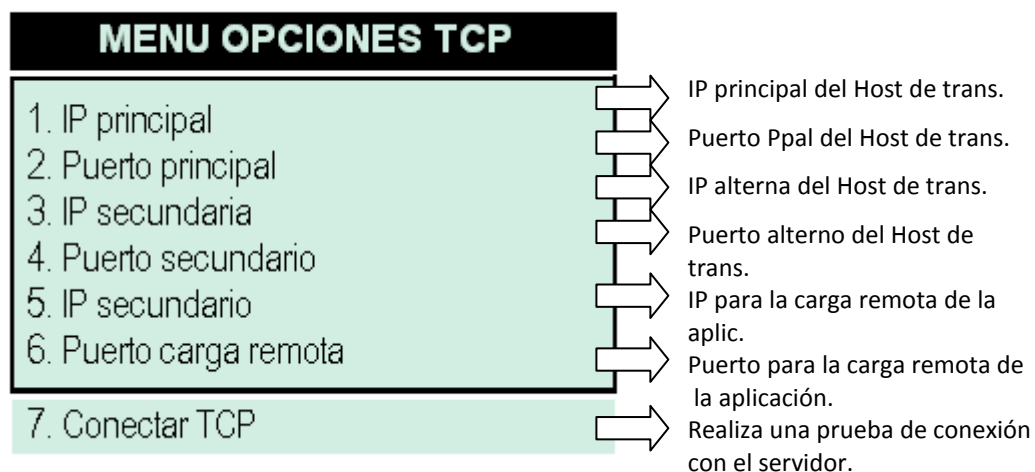 MENU OPCIONES TCP
1. IP principal
2. Puerto principal
3. IP secundaria
4. Puerto secundario
5. IP secundario
6. Puerto carga remota
7. Conectar TCP
IP principal del Host de trans.
Puerto Ppal del Host de trans.
IP alterna del Host de trans.
Puerto alterno del Host de
trans.
IP para la carga remota de la
aplic.
Puerto para la carga remota de
la aplicación.
Realiza una prueba de conexión
con el servidor.